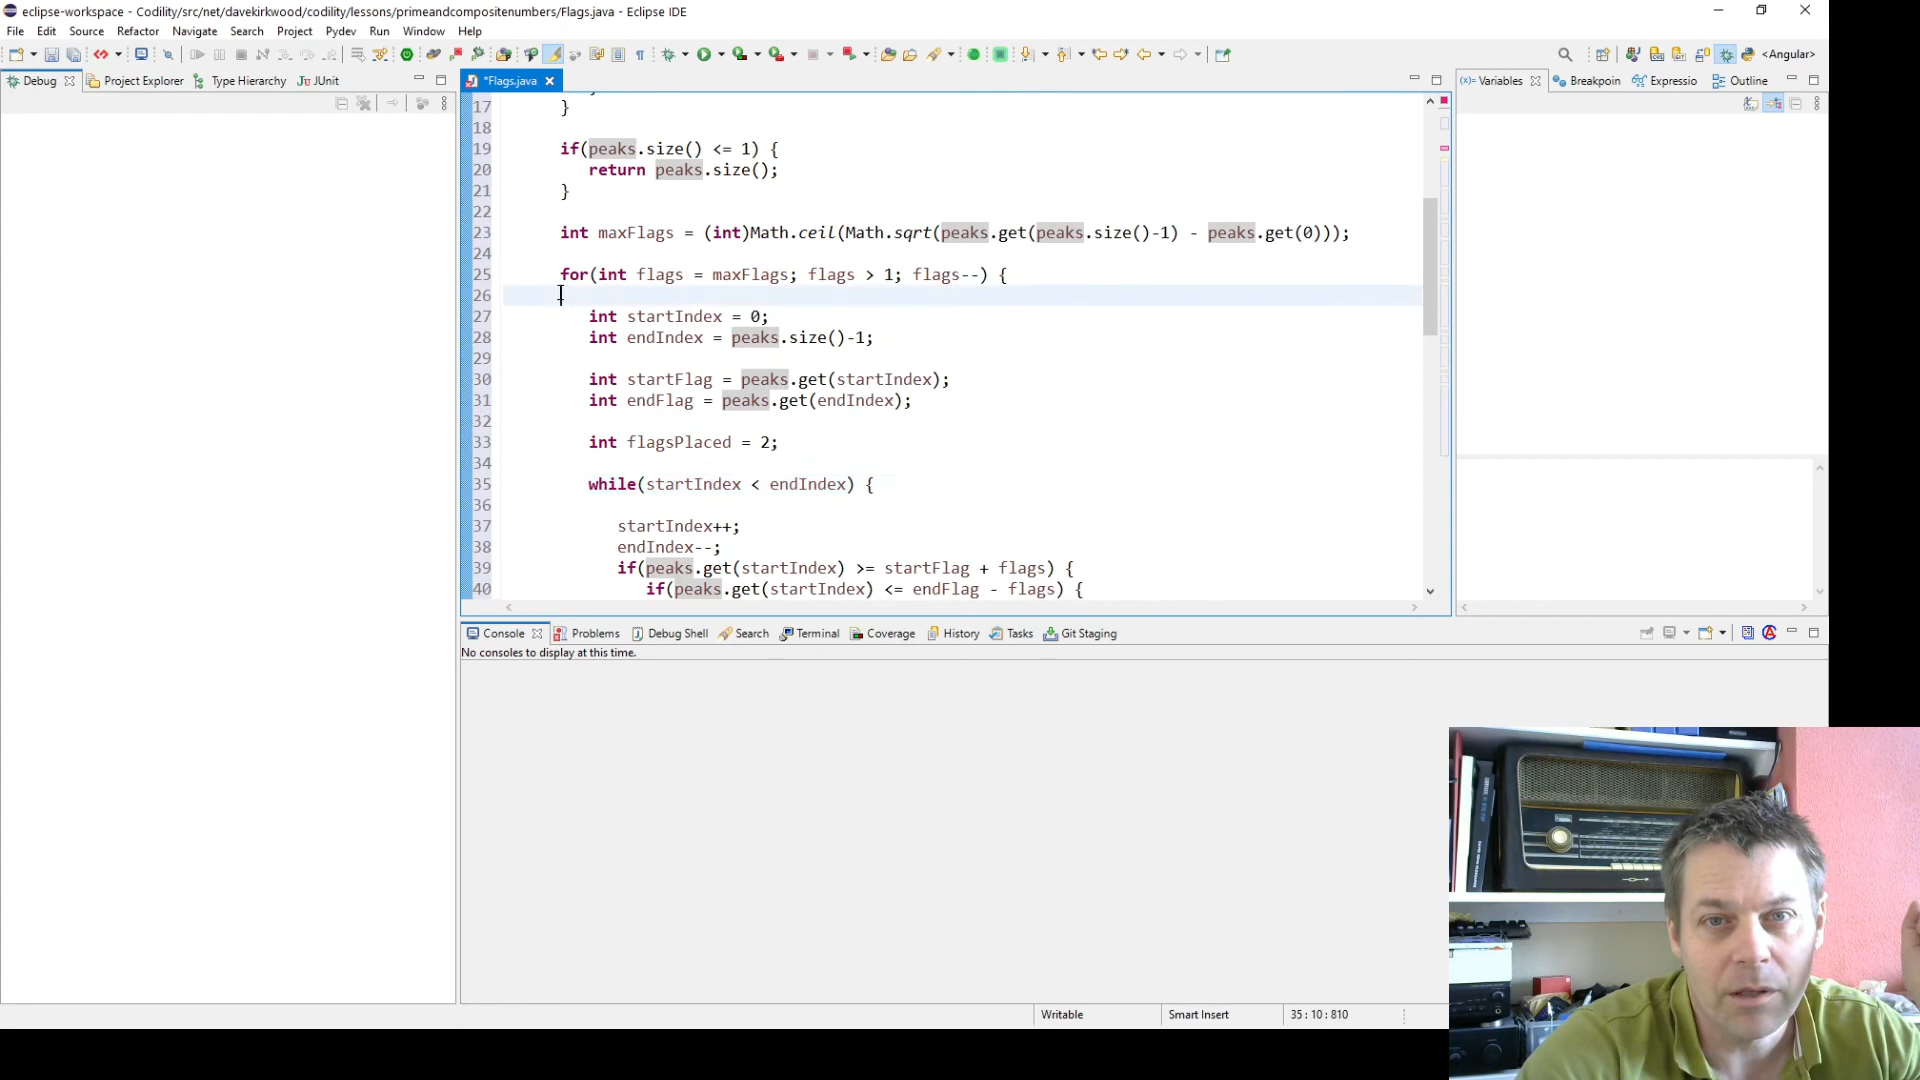 eclipse-workspace - Codility/src/net/davekirkwood/codility/lessons/primeandcompositenumbers/Flags.java - Eclipse IDE
File Edit Source Refactor Navigate Search Project Pydev Run Window Help
<Angular>
Debug Project Explorer Type Hierarchy JUnit
*Flags.java
(x)= Variables Breakpoin Expressio Outline
17 }
18
19 if(peaks.size() <= 1) {
20 return peaks.size();
21 }
22
23 int maxFlags = (int)Math.ceil(Math.sqrt(peaks.get(peaks.size()-1) - peaks.get(0)));
24
25 for(int flags = maxFlags; flags > 1; flags--) {
26
27 int startIndex = 0;
28 int endIndex = peaks.size()-1;
29
30 int startFlag = peaks.get(startIndex);
31 int endFlag = peaks.get(endIndex);
32
33 int flagsPlaced = 2;
34
35 while(startIndex < endIndex) {
36
37 startIndex++;
38 endIndex--;
39 if(peaks.get(startIndex) >= startFlag + flags) {
40 if(peaks.get(startIndex) <= endFlag - flags) {
Console Problems Debug Shell Search Terminal Coverage History Tasks Git Staging
No consoles to display at this time.
Writable Smart Insert 35 : 10 : 810